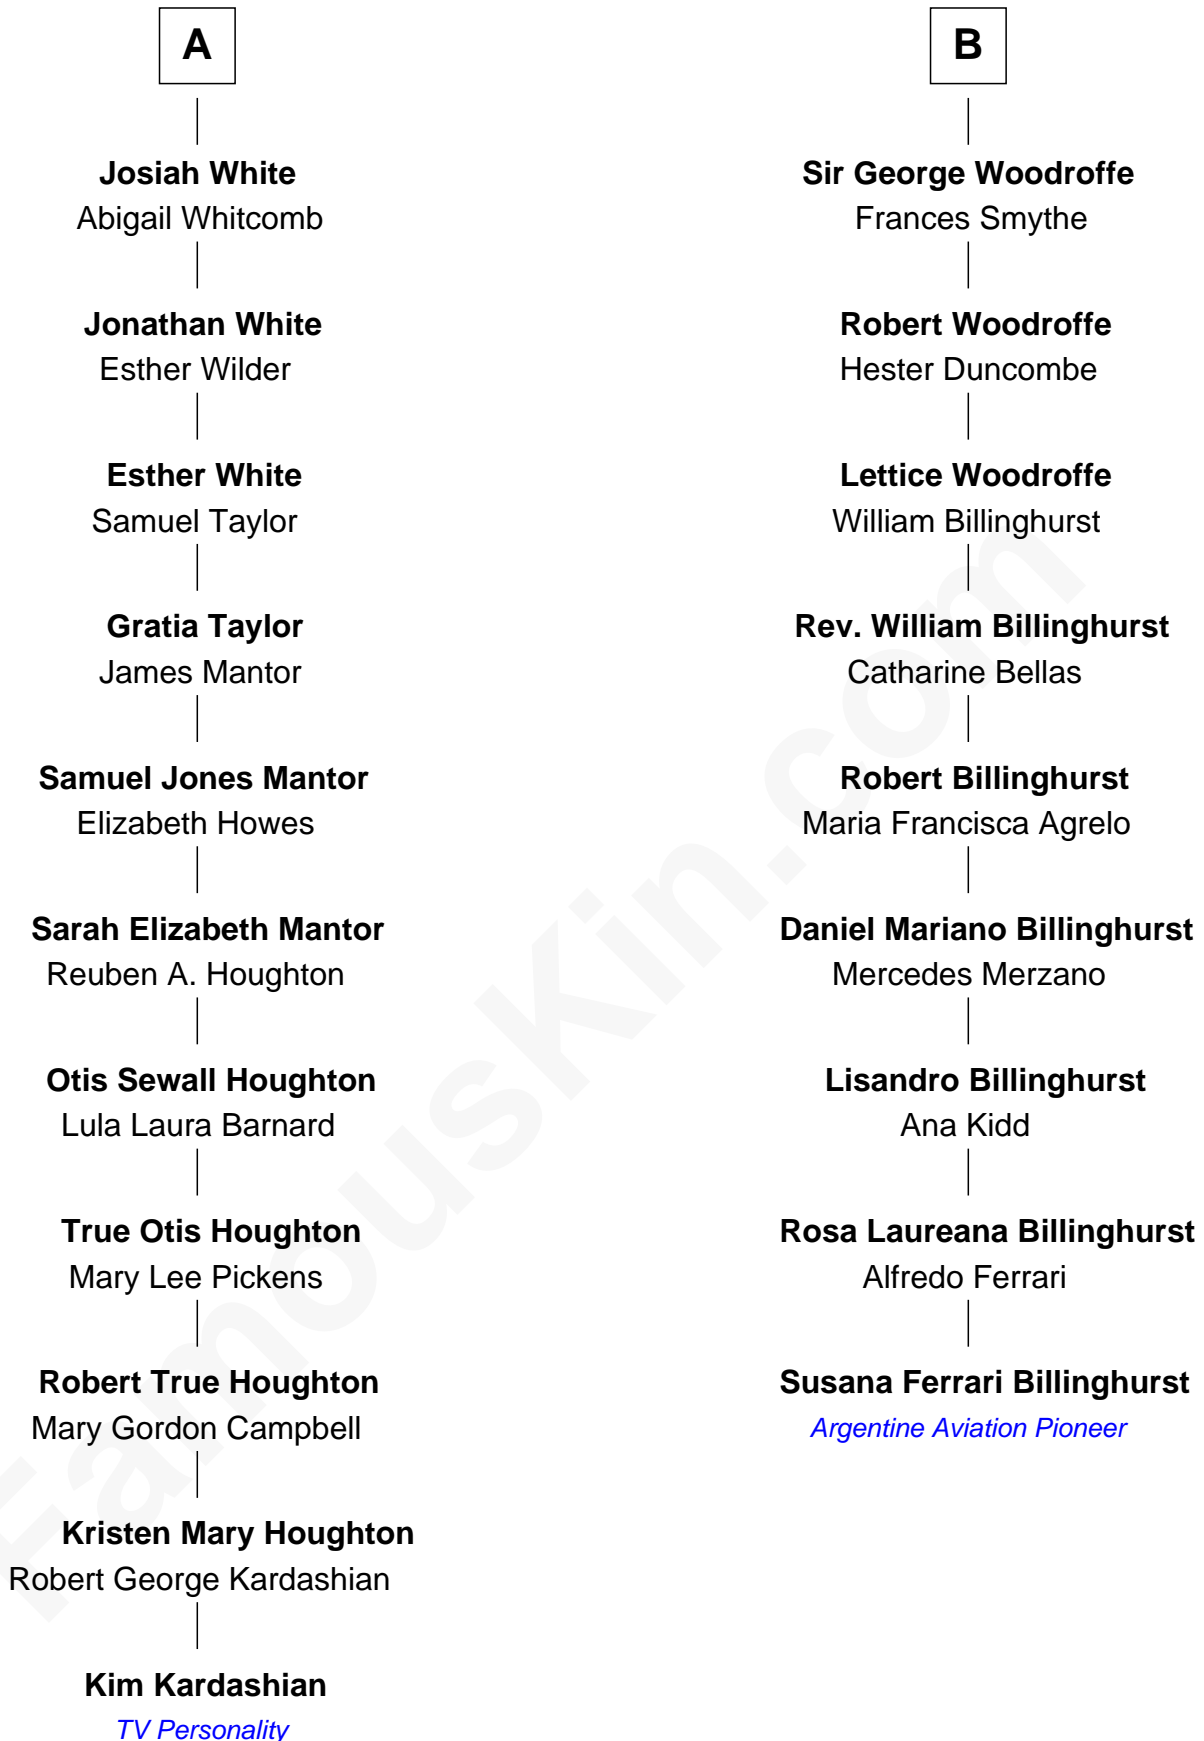 A
Josiah White
Abigail Whitcomb
Jonathan White
Esther Wilder
Esther White
Samuel Taylor
Gratia Taylor
James Mantor
Samuel Jones Mantor
Elizabeth Howes
Sarah Elizabeth Mantor
Reuben A. Houghton
Otis Sewall Houghton
Lula Laura Barnard
True Otis Houghton
Mary Lee Pickens
Robert True Houghton
Mary Gordon Campbell
Kristen Mary Houghton
Robert George Kardashian
Kim Kardashian
TV Personality
B
Sir George Woodroffe
Frances Smythe
Robert Woodroffe
Hester Duncombe
Lettice Woodroffe
William Billinghurst
Rev. William Billinghurst
Catharine Bellas
Robert Billinghurst
Maria Francisca Agrelo
Daniel Mariano Billinghurst
Mercedes Merzano
Lisandro Billinghurst
Ana Kidd
Rosa Laureana Billinghurst
Alfredo Ferrari
Susana Ferrari Billinghurst
Argentine Aviation Pioneer
FamousKin.com